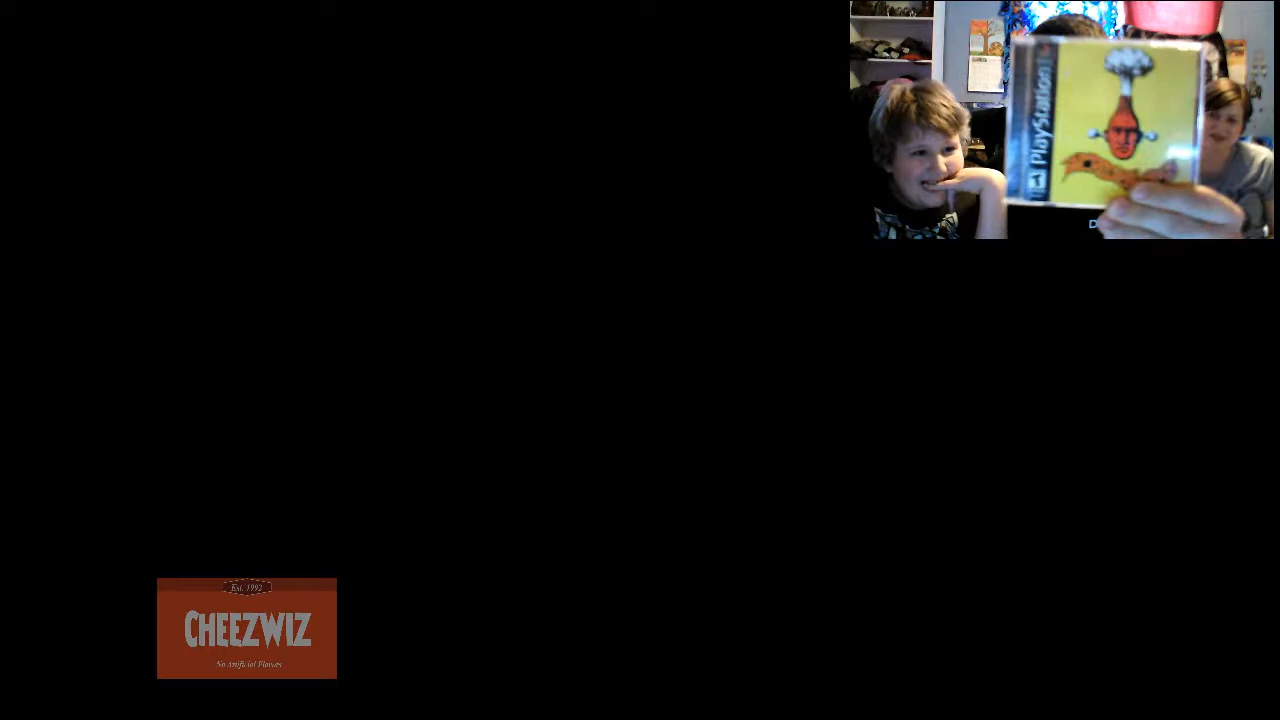 PlayStation
D
Est. 1992
CHEEZWIZ
No Artificial Flavors